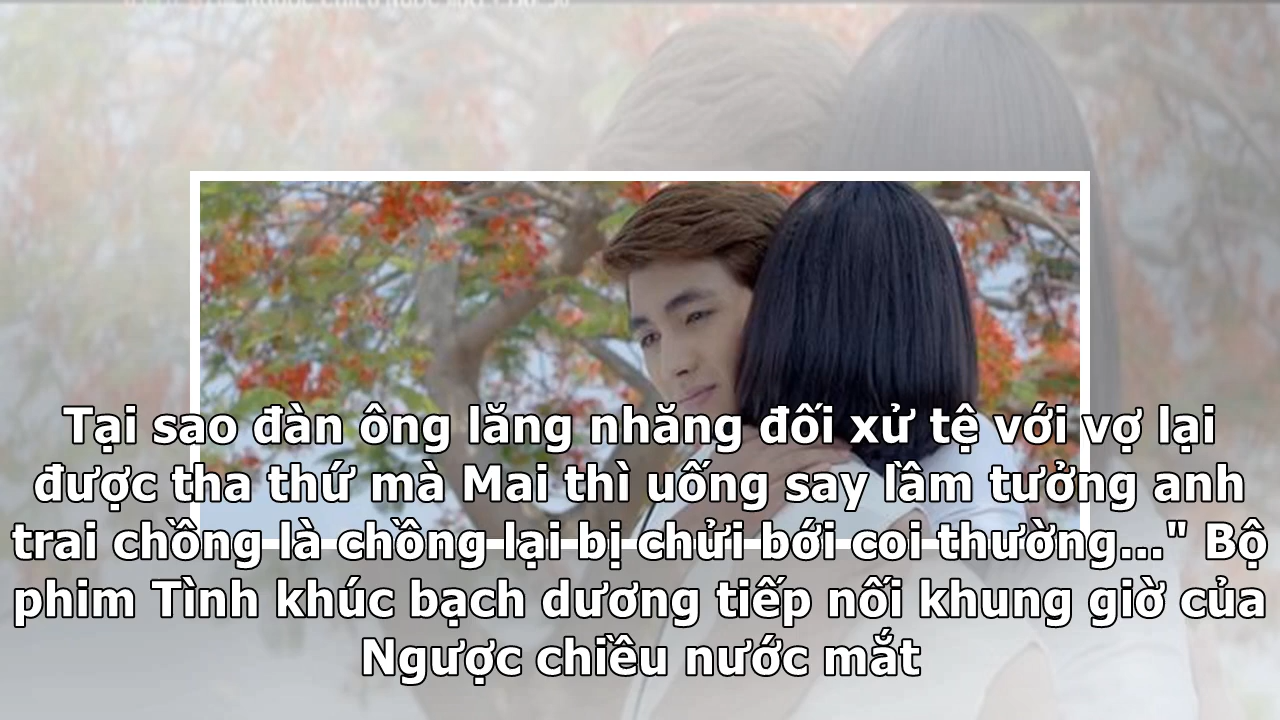 Tại sao đàn ông lăng nhăng đối xử tệ với vợ lại
được tha thứ mà Mai thì uống say lầm tưởng anh
trai chồng là chồng lại bị chửi bới coi thường..." Bộ
phim Tình khúc bạch dương tiếp nối khung giờ của
Ngược chiều nước mắt